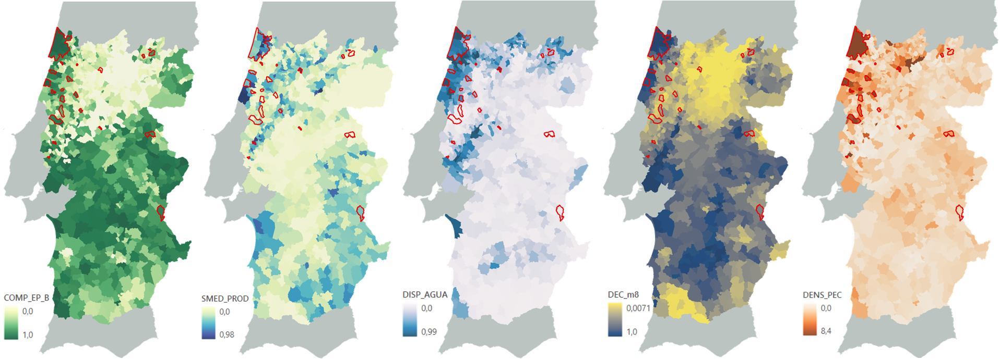 COMP_EP_B
0,0
1,0
SMED_PROD
0,0
0,98
DISP_AGUA
0,0
0,99
DEC_m8
0,0071
1,0
DENS_PEC
0,0
8,4